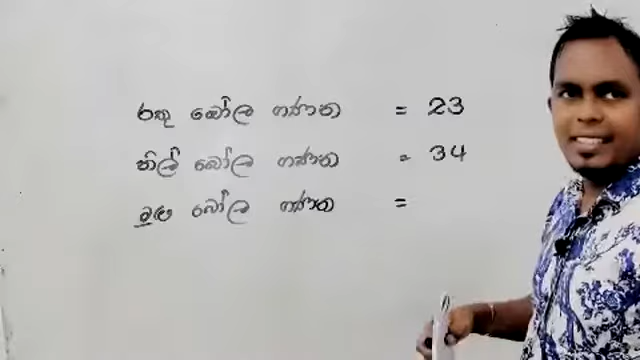 රතු බෝල ගණන = 23
නිල් බෝල ගණන = 34
මුළු බෝල ගණන =